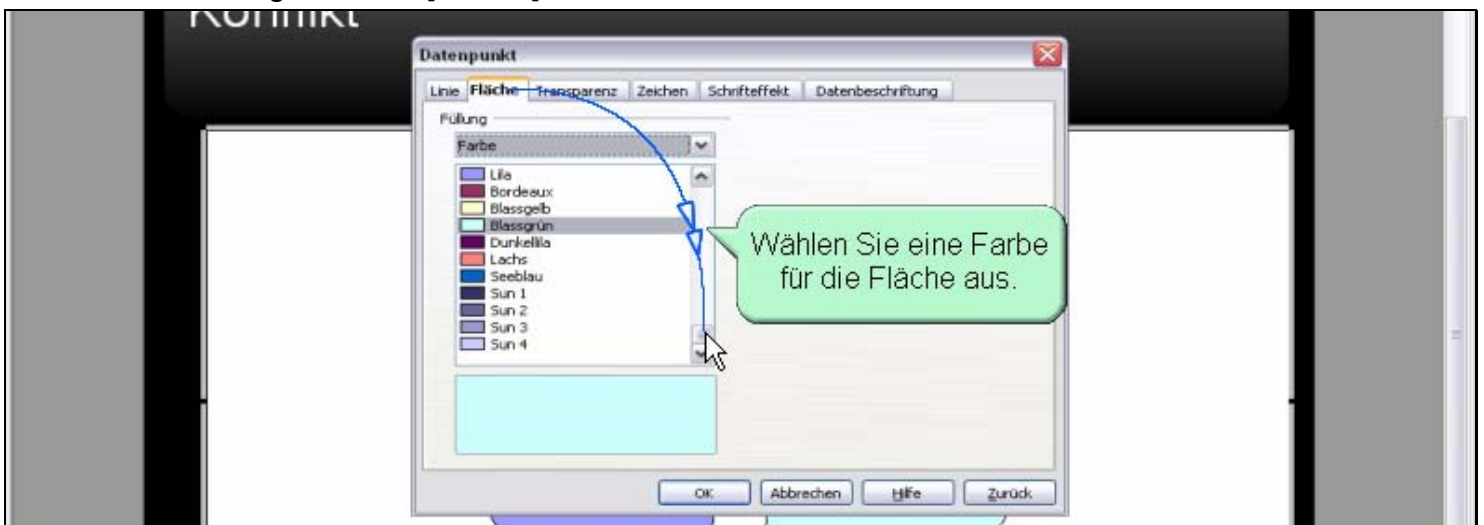 Konflikt
Datenpunkt
Linie Fläche Transparenz Zeichen Schrifteffekt Datenbeschriftung
Füllung
Farbe
Lila
Bordeaux
Blassgelb
Blassgrün
Dunkellila
Lachs
Seeblau
Sun 1
Sun 2
Sun 3
Sun 4
Wählen Sie eine Farbe
für die Fläche aus.
OK Abbrechen Hilfe Zurück